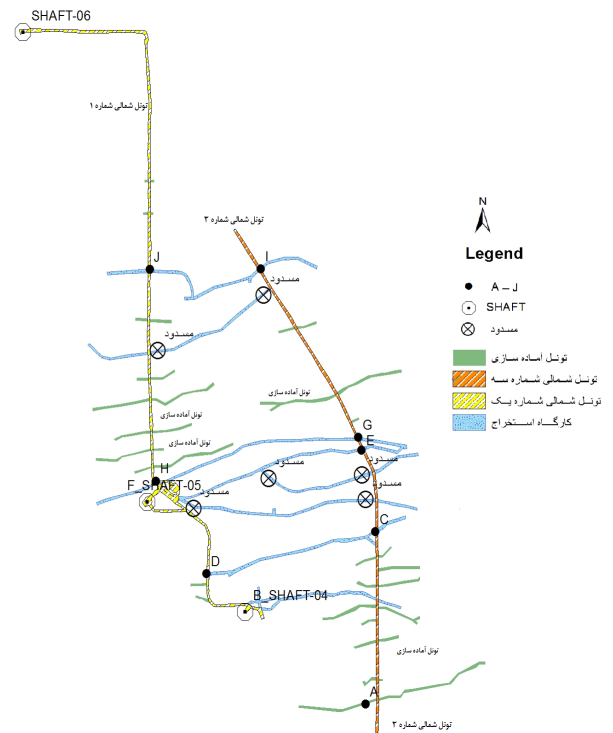 SHAFT-06
تونل شمالی شماره ۱
تونل شمالی شماره ۳
J
I
مسدود
مسدود
تونل آماده سازی
تونل آماده سازی
تونل آماده سازی
G
E
مسدود
H
مسدود
مسدود
F_SHAFT-05
مسدود
C
D
B_SHAFT-04
تونل آماده سازی
A
تونل شمالی شماره ۳
N
Legend
A – J
SHAFT
مسدود
تونل آماده سازی
تونل شمالی شماره سه
تونل شمالی شماره یک
کارگاه استخراج